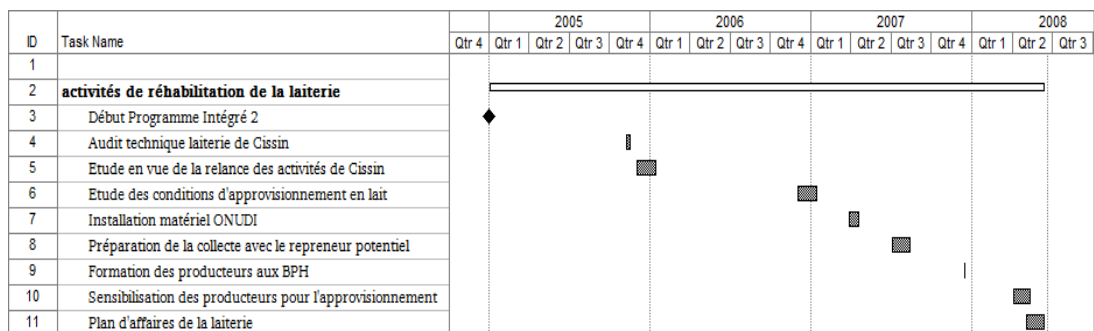 2005 2006 2007 2008
ID Task Name Qtr 4 Qtr 1 Qtr 2 Qtr 3 Qtr 4 Qtr 1 Qtr 2 Qtr 3 Qtr 4 Qtr 1 Qtr 2 Qtr 3 Qtr 4 Qtr 1 Qtr 2 Qtr 3
1
2 activités de réhabilitation de la laiterie
3 Début Programme Intégré 2
4 Audit technique laiterie de Cissin
5 Etude en vue de la relance des activités de Cissin
6 Etude des conditions d'approvisionnement en lait
7 Installation matériel ONUDI
8 Préparation de la collecte avec le repreneur potentiel
9 Formation des producteurs aux BPH
10 Sensibilisation des producteurs pour l'approvisionnement
11 Plan d'affaires de la laiterie